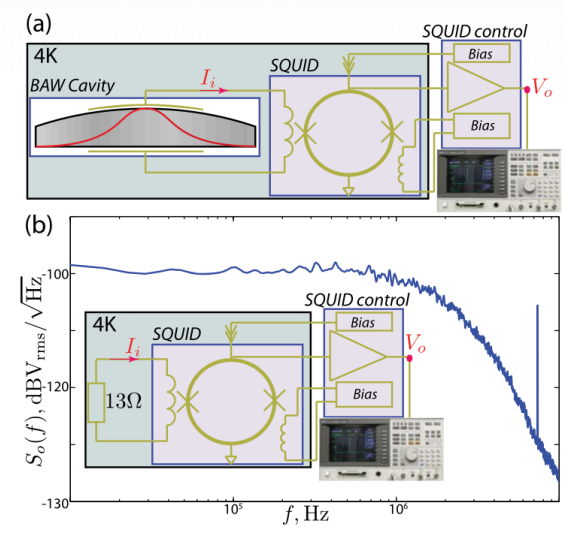 (a)
4K
BAW Cavity
I_i
SQUID
SQUID control
Bias
V_o
Bias
(b)
-100
-120
-130
S_o(f), dBV_rms/√Hz
4K
SQUID
I_i
13Ω
SQUID control
Bias
V_o
Bias
10^5
10^6
f, Hz